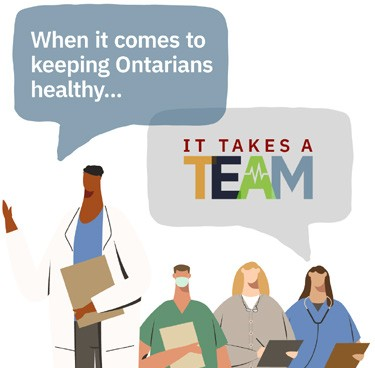 When it comes to
keeping Ontarians
healthy...
IT TAKES A
TEAM